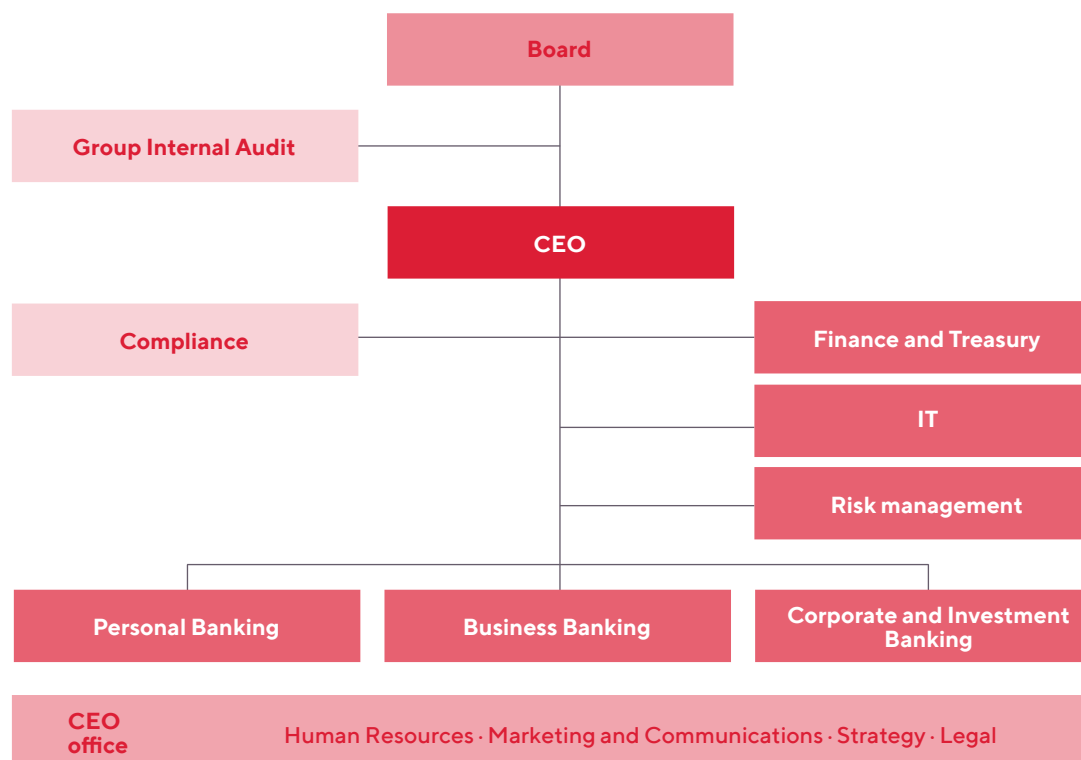 Board
Group Internal Audit
CEO
Compliance
Finance and Treasury
IT
Risk management
Personal Banking
Business Banking
Corporate and Investment
Banking
CEO
office
Human Resources · Marketing and Communications · Strategy · Legal